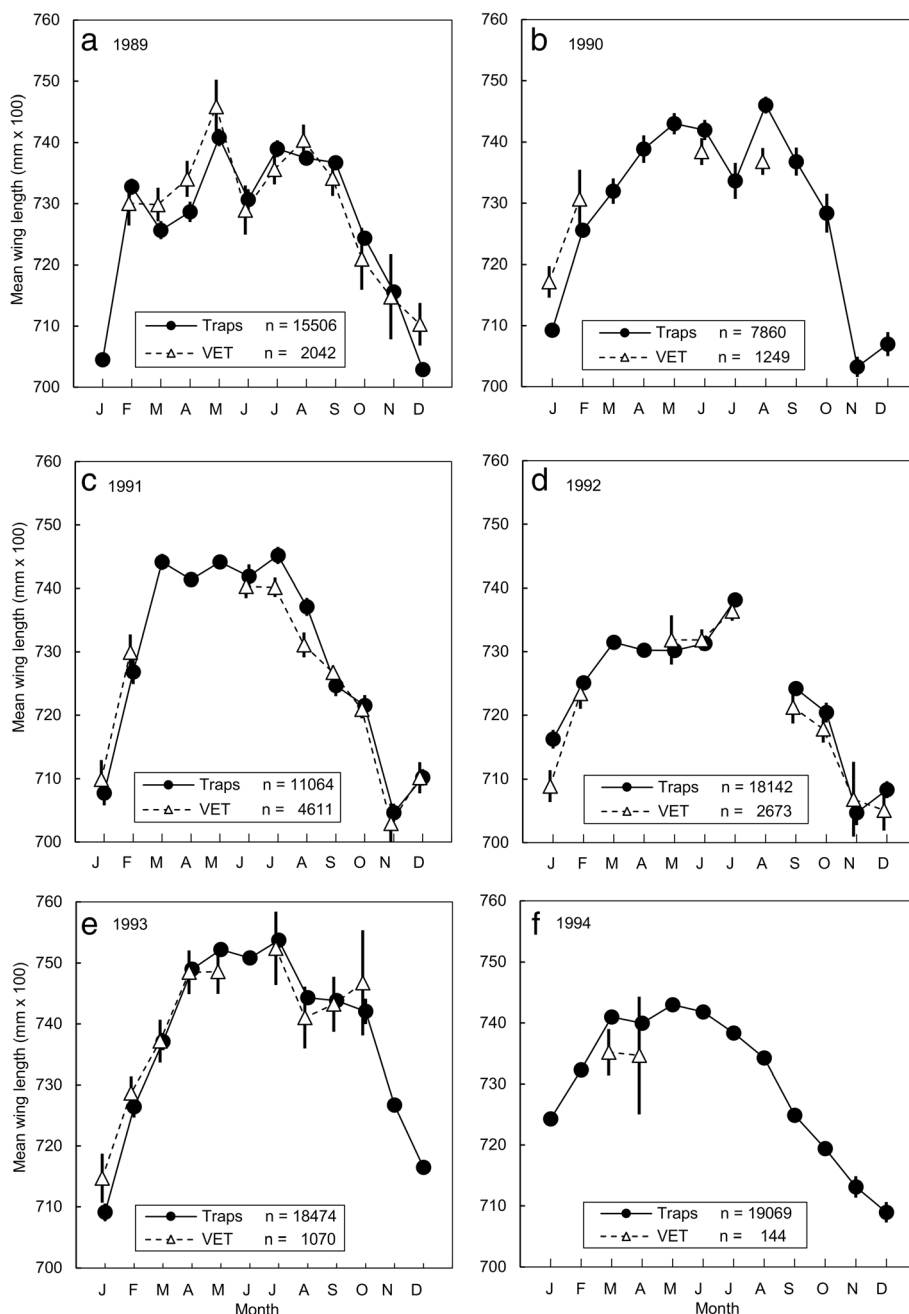 a 1989
Mean wing length (mm x 100)
760
750
740
730
720
710
700
Traps n = 15506
VET n = 2042
J F M A M J J A S O N D
b 1990
760
750
740
730
720
710
700
Traps n = 7860
VET n = 1249
J F M A M J J A S O N D
c 1991
Mean wing length (mm x 100)
760
750
740
730
720
710
700
Traps n = 11064
VET n = 4611
J F M A M J J A S O N D
d 1992
760
750
740
730
720
710
700
Traps n = 18142
VET n = 2673
J F M A M J J A S O N D
e 1993
Mean wing length (mm x 100)
760
750
740
730
720
710
700
Traps n = 18474
VET n = 1070
J F M A M J J A S O N D
Month
f 1994
760
750
740
730
720
710
700
Traps n = 19069
VET n = 144
J F M A M J J A S O N D
Month